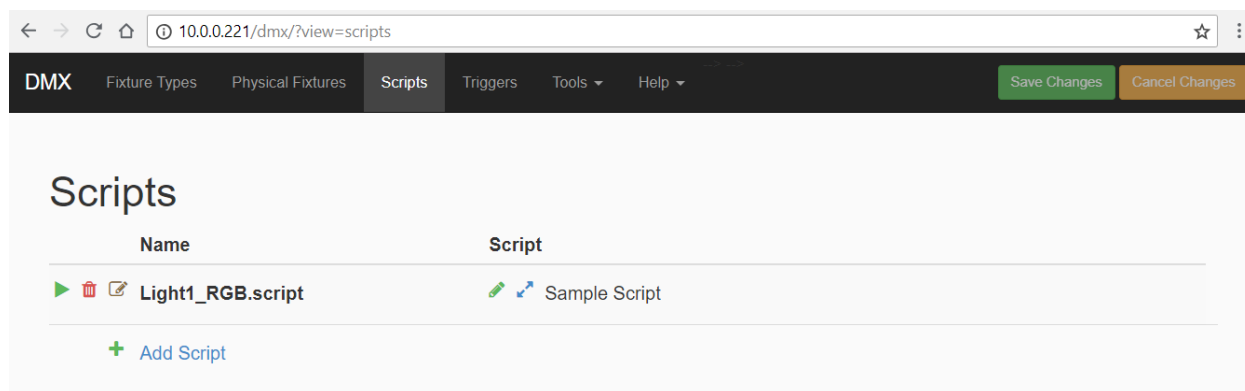 10.0.0.221/dmx/?view=scripts
DMX Fixture Types Physical Fixtures Scripts Triggers Tools Help --> --> Save Changes Cancel Changes
Scripts
Name Script
Light1_RGB.script Sample Script
Add Script